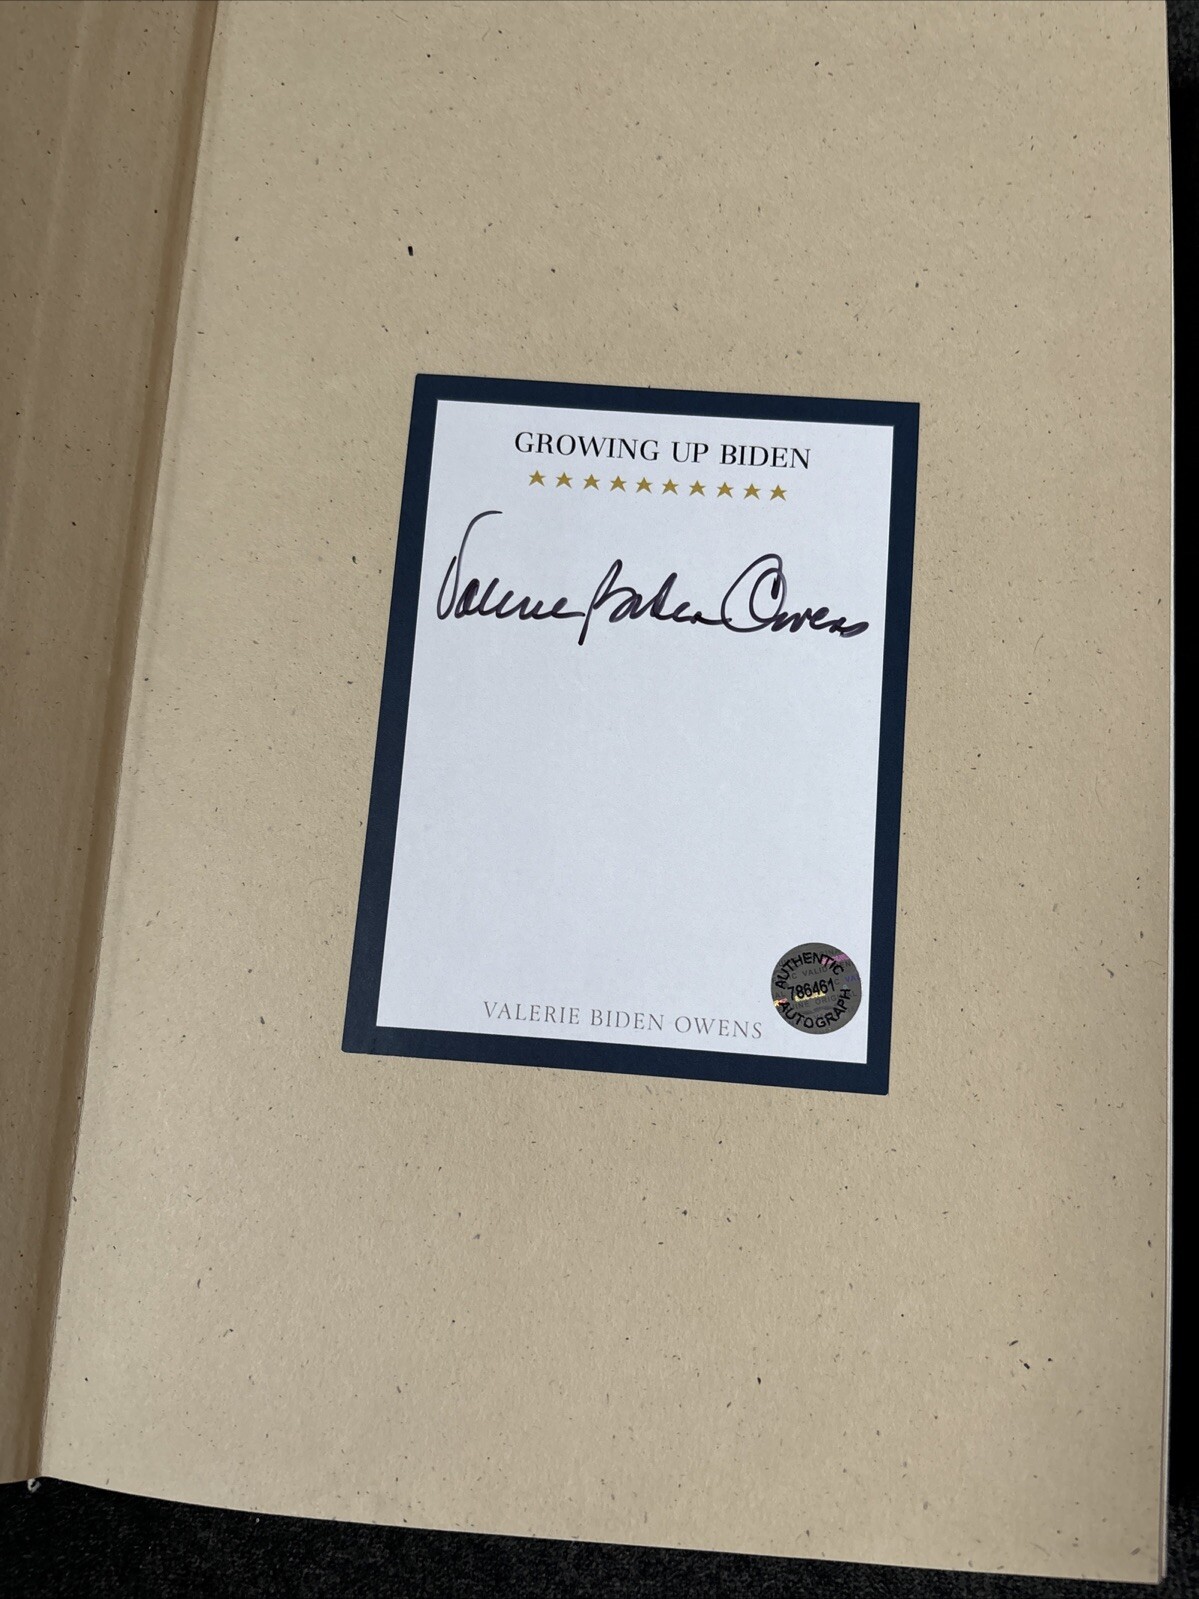 GROWING UP BIDEN
Valerie Biden Owens
VALERIE BIDEN OWENS
AUTHENTIC
786461
AUTOGRAPH